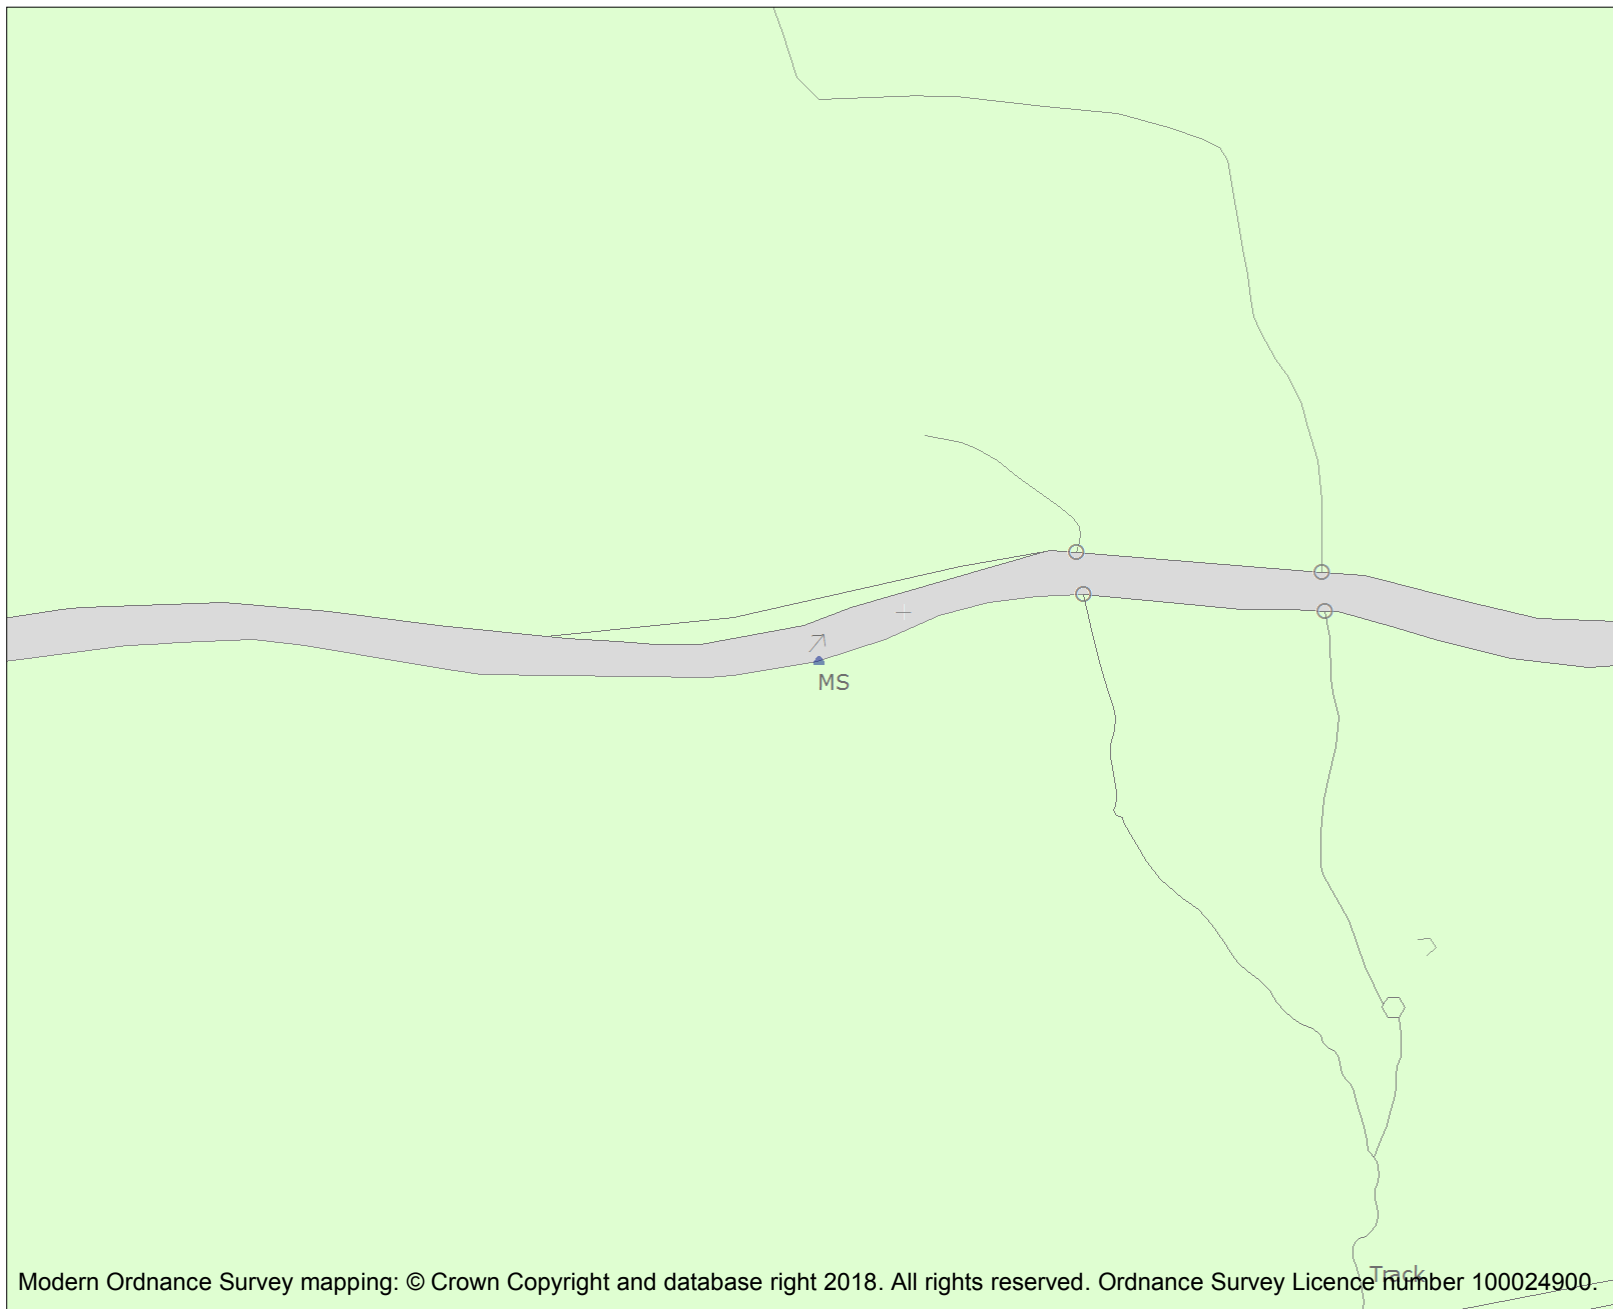 MS
Track
Modern Ordnance Survey mapping: © Crown Copyright and database right 2018. All rights reserved. Ordnance Survey Licence number 100024900.